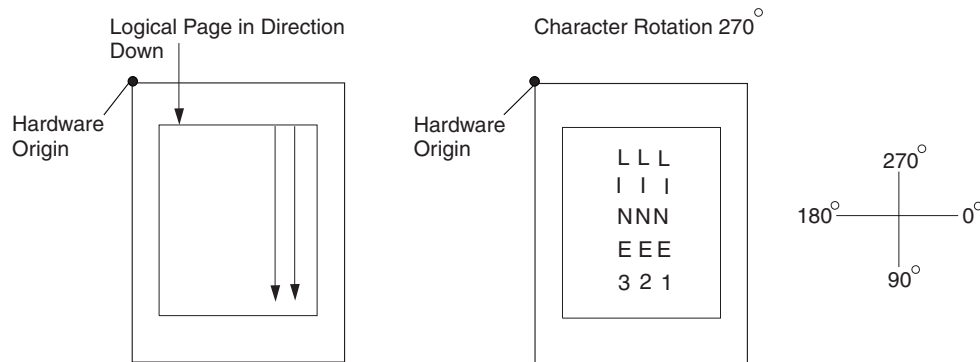 Logical Page in Direction
Down
Hardware
Origin
Character Rotation 270°
Hardware
Origin
L L L
I I I
N N N
E E E
3 2 1
270°
180°
0°
90°